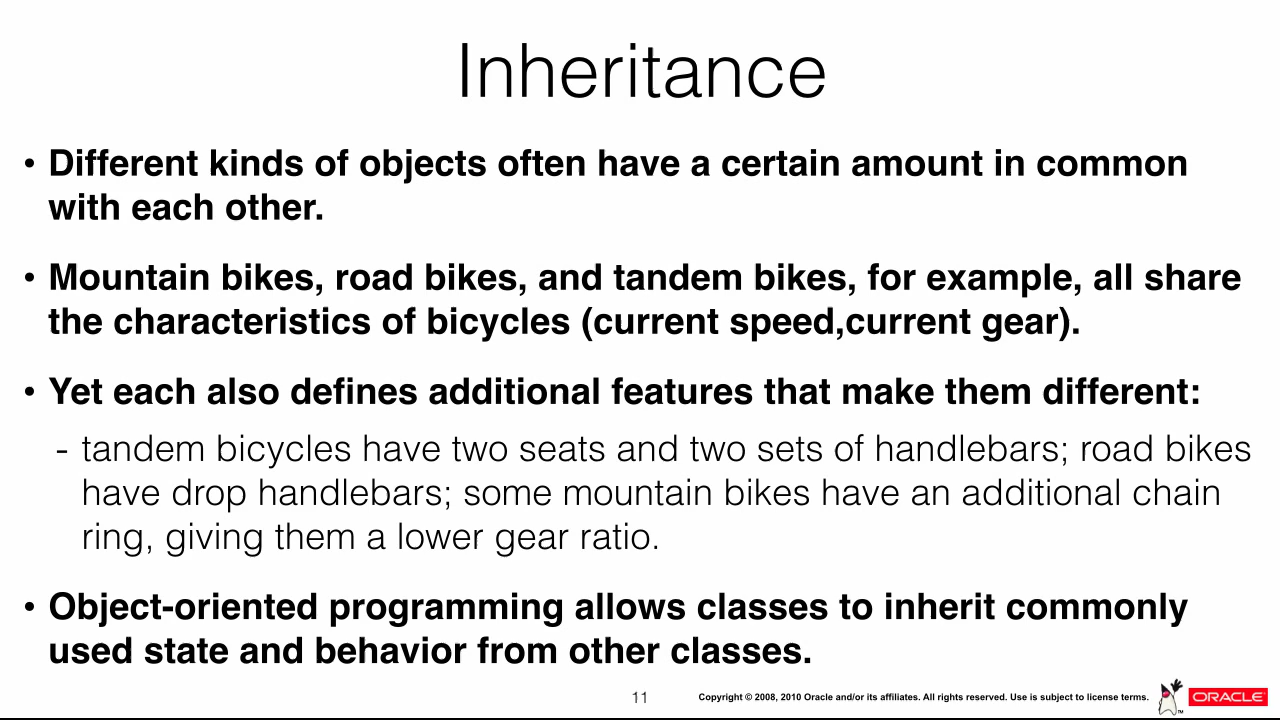 Inheritance
• Different kinds of objects often have a certain amount in common
with each other.
• Mountain bikes, road bikes, and tandem bikes, for example, all share
the characteristics of bicycles (current speed,current gear).
• Yet each also defines additional features that make them different:
- tandem bicycles have two seats and two sets of handlebars; road bikes
have drop handlebars; some mountain bikes have an additional chain
ring, giving them a lower gear ratio.
• Object-oriented programming allows classes to inherit commonly
used state and behavior from other classes.
11
Copyright © 2008, 2010 Oracle and/or its affiliates. All rights reserved. Use is subject to license terms.
TM
ORACLE